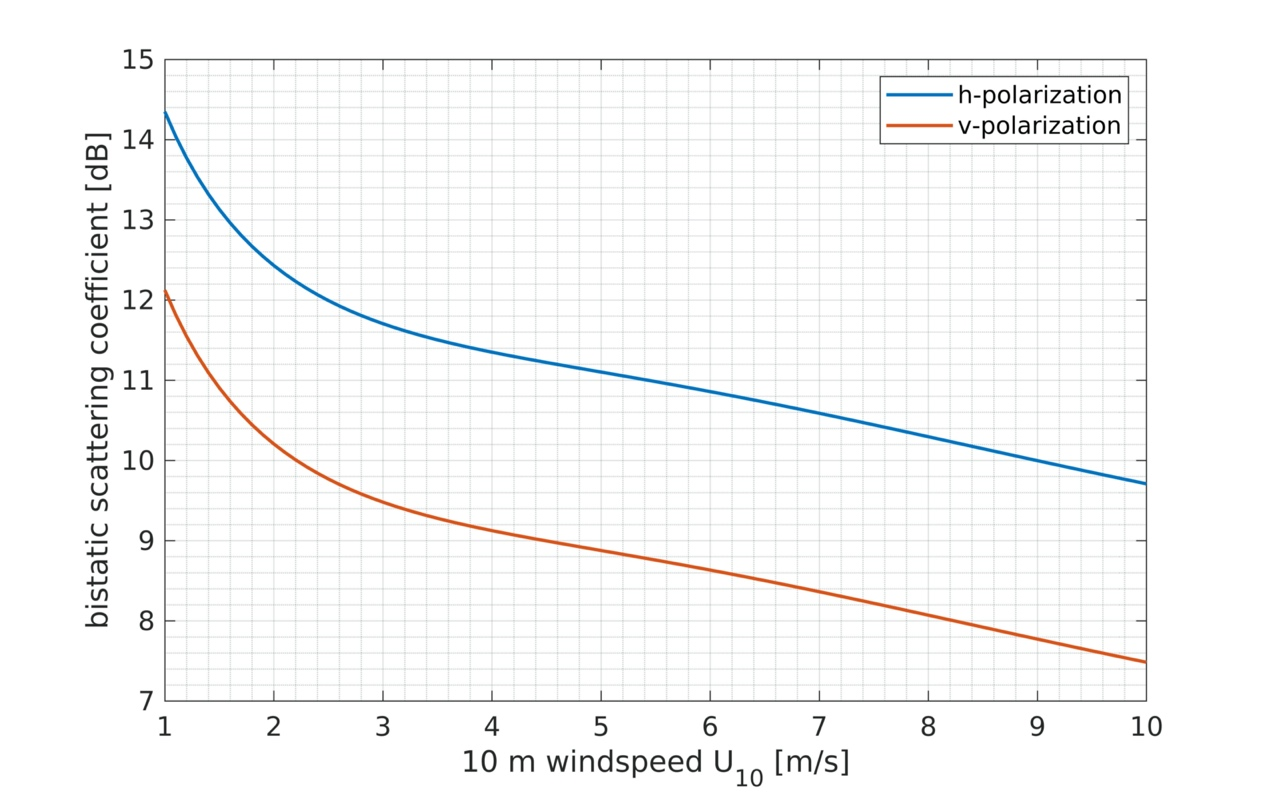 15
14
13
12
11
10
9
8
7
bistatic scattering coefficient [dB]
h-polarization
v-polarization
1 2 3 4 5 6 7 8 9 10
10 m windspeed U10 [m/s]